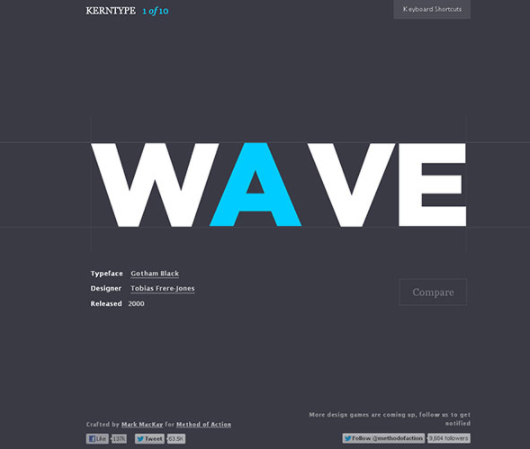 KERNTYPE 1 of 10
Keyboard Shortcuts
WAVE
Typeface Gotham Black
Designer Tobias Frere-Jones
Released 2000
Compare
More design games are coming up, follow us to get
notified
Crafted by Mark MacKay for Method of Action
Like 137k Tweet 63.9K
Follow @methodofaction 9,804 followers